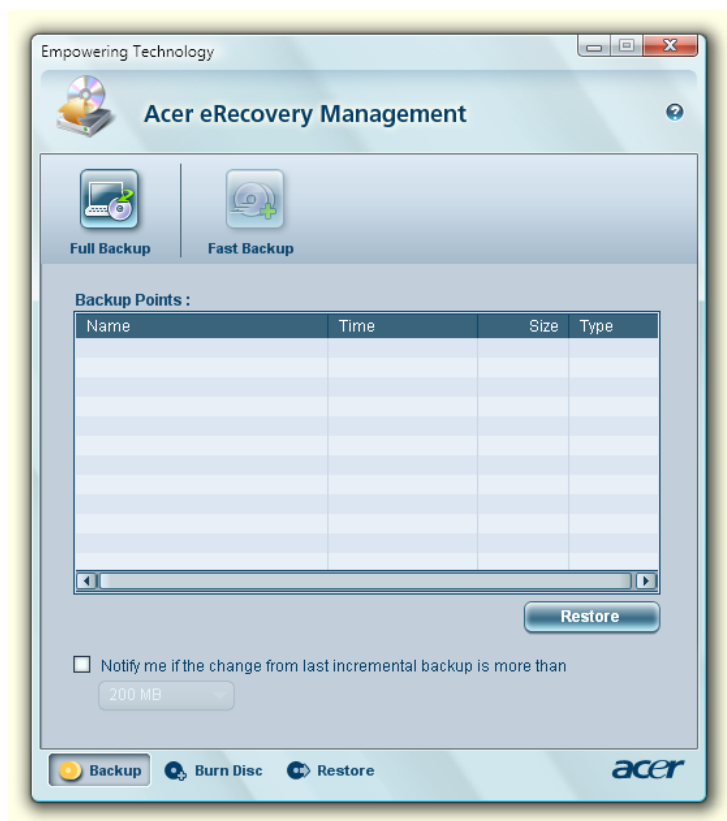 Empowering Technology
Acer eRecovery Management
Full Backup
Fast Backup
Backup Points :
Name Time Size Type
Restore
Notify me if the change from last incremental backup is more than
200 MB
Backup Burn Disc Restore acer